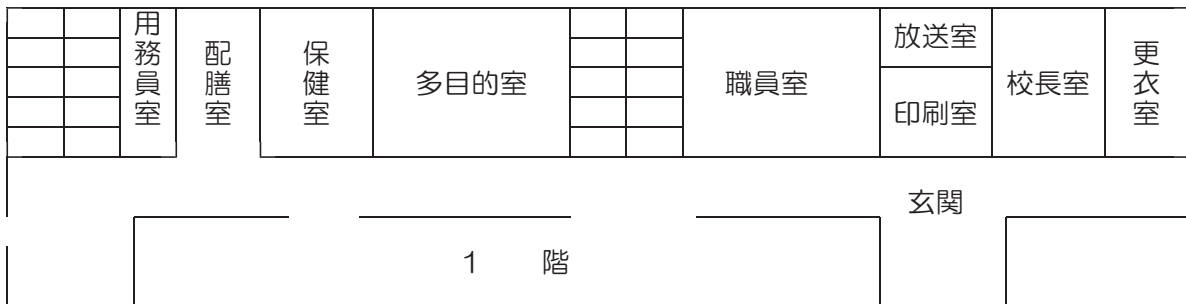 用務員室
配膳室
保健室
多目的室
職員室
放送室
印刷室
校長室
更衣室
玄関
1 階